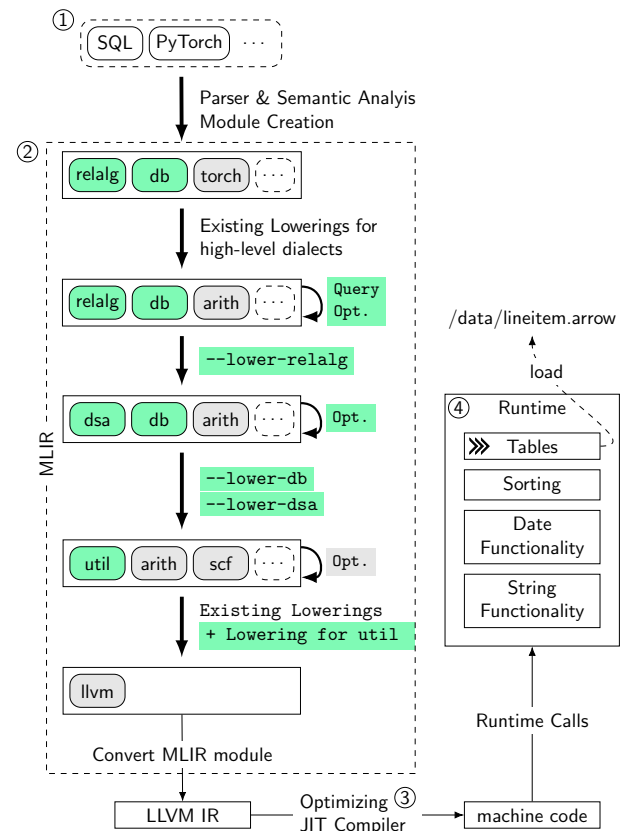 ①
SQL PyTorch ···
Parser & Semantic Analyis
Module Creation
②
MLIR
relalg db torch ···
Existing Lowerings for
high-level dialects
relalg db arith ···
Query
Opt.
--lower-relalg
dsa db arith ···
Opt.
--lower-db
--lower-dsa
util arith scf ···
Opt.
Existing Lowerings
+ Lowering for util
llvm
Convert MLIR module
LLVM IR
Optimizing ③
JIT Compiler
machine code
Runtime Calls
④ Runtime
Tables
Sorting
Date
Functionality
String
Functionality
load
/data/lineitem.arrow